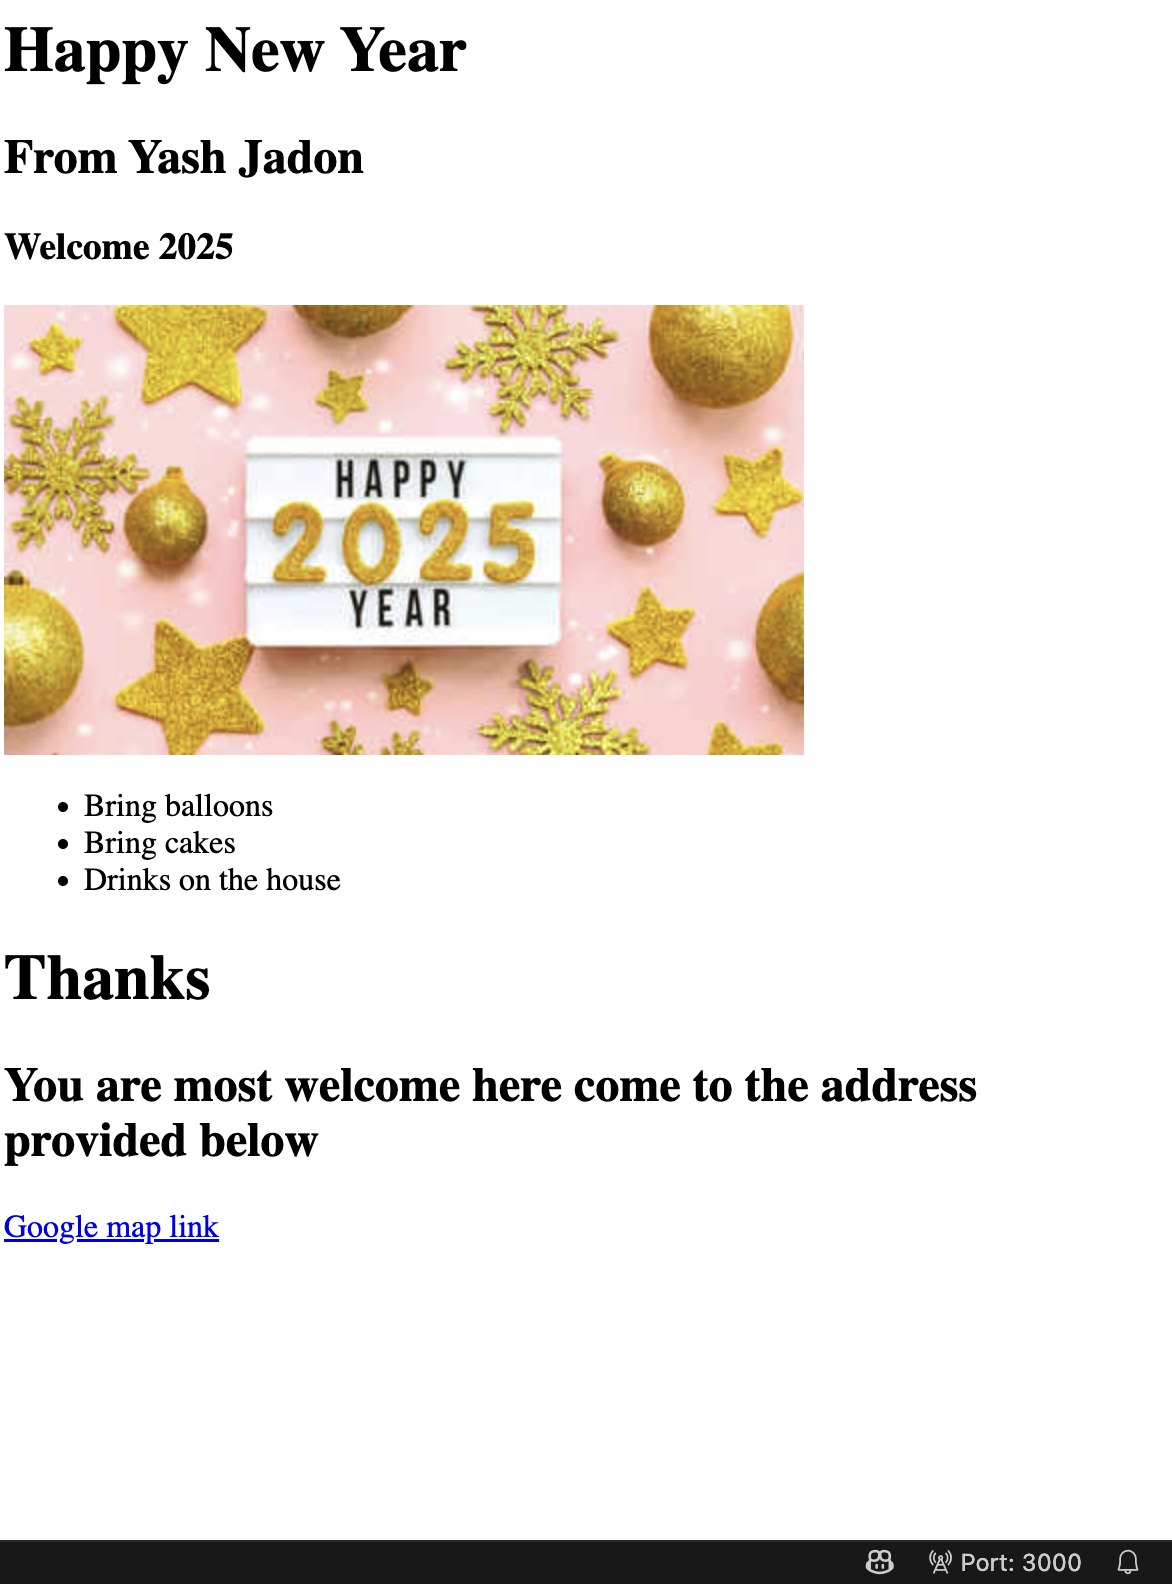 Happy New Year
From Yash Jadon
Welcome 2025
HAPPY
2025
YEAR
Bring balloons
Bring cakes
Drinks on the house
Thanks
You are most welcome here come to the address
provided below
Google map link
Port: 3000